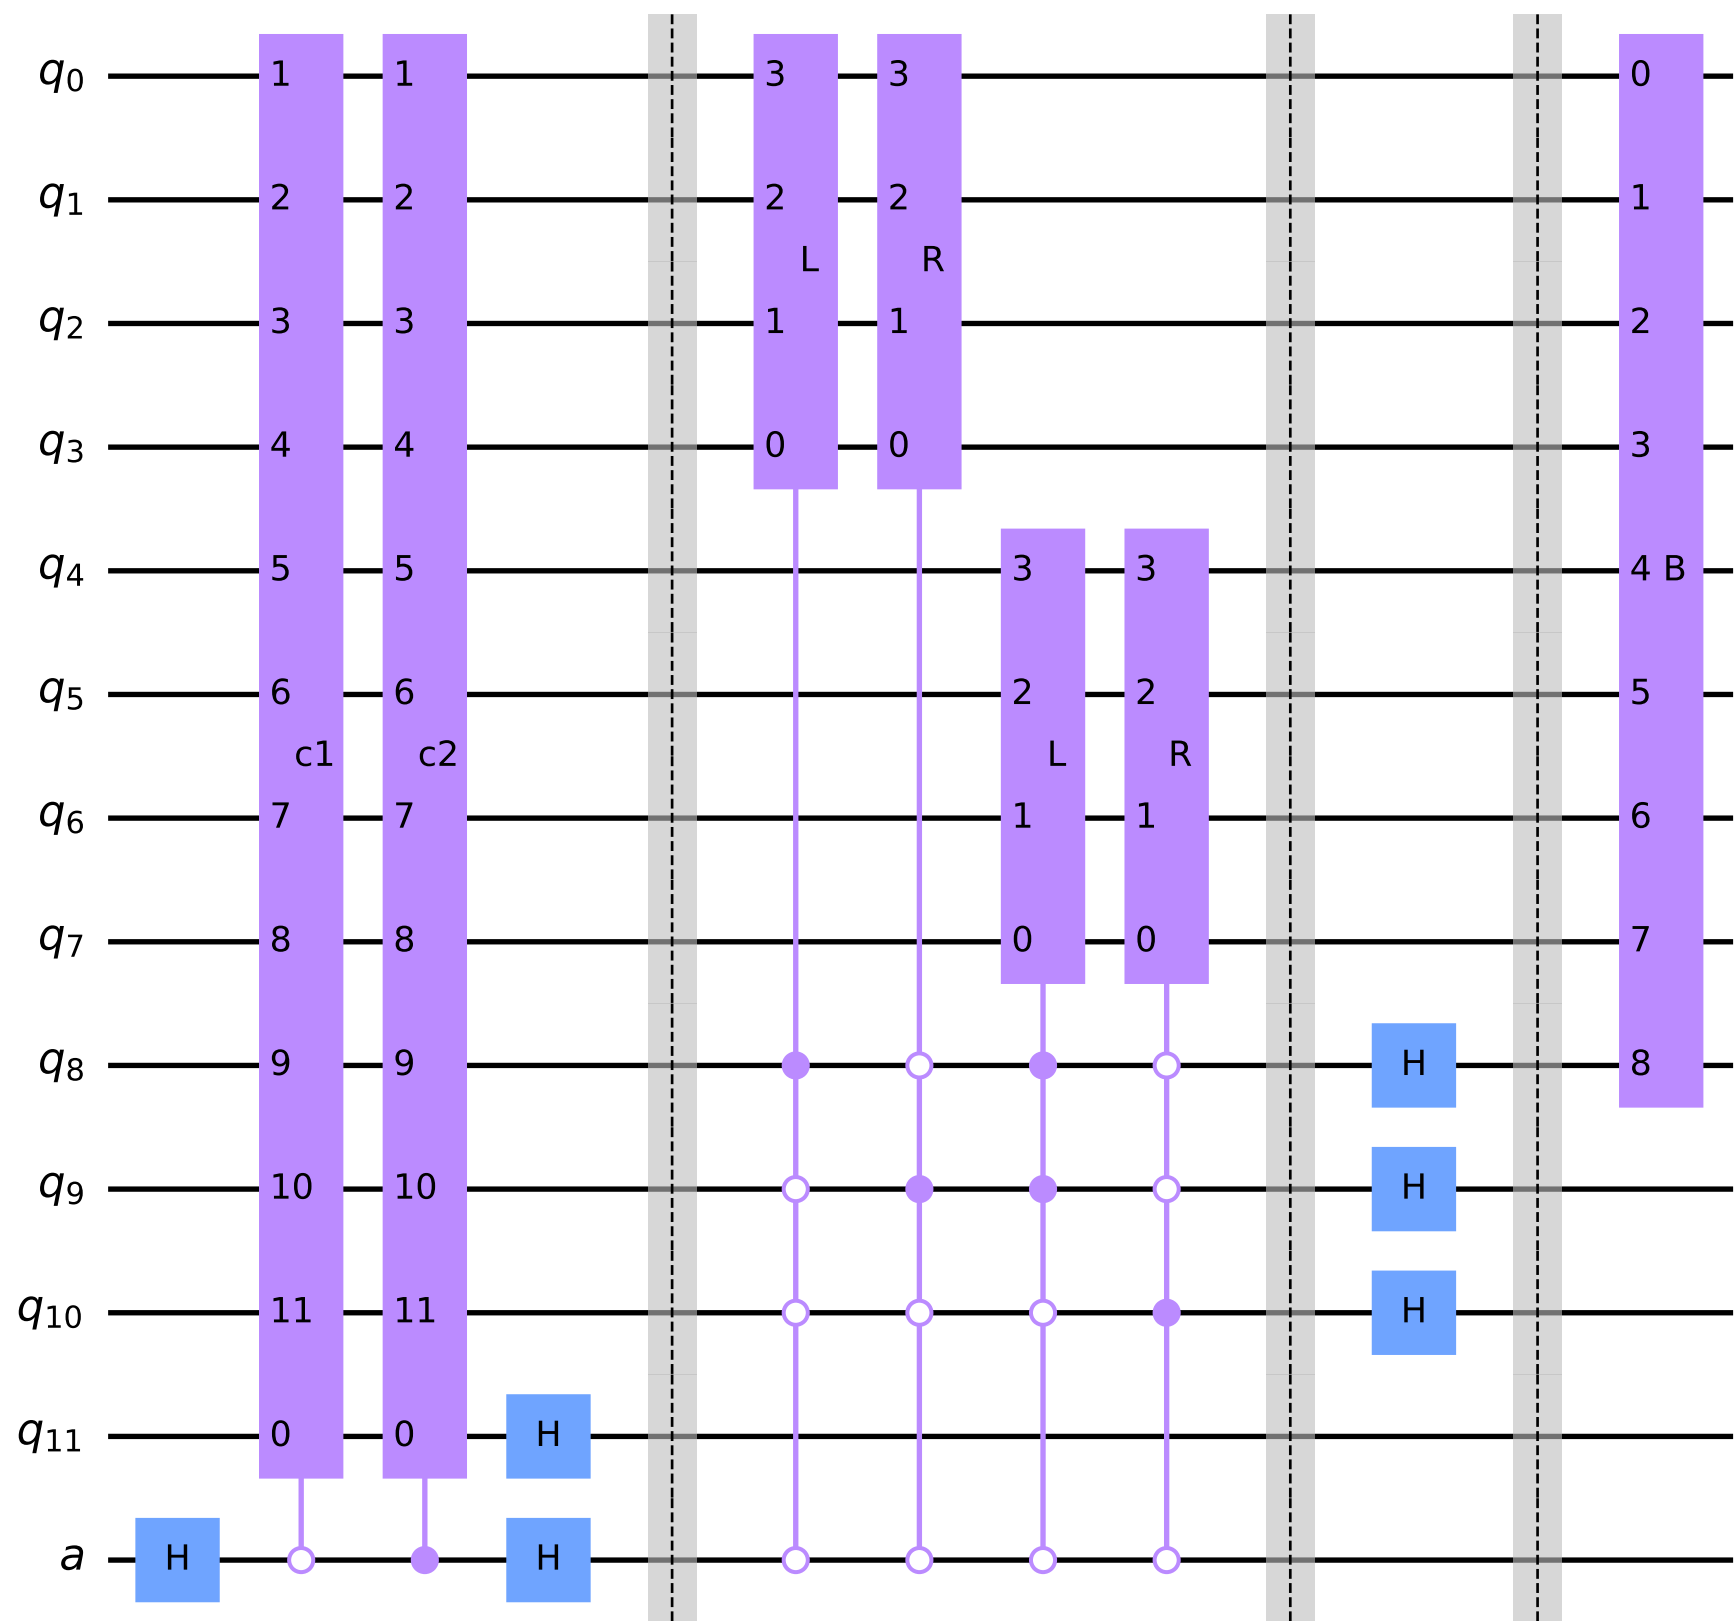 q0 1 1 3 3 0
q1 2 2 2 2 1
L R
q2 3 3 1 1 2
q3 4 4 0 0 3
q4 5 5 3 3 4 B
q5 6 6 2 2 5
c1 c2 L R
q6 7 7 1 1 6
q7 8 8 0 0 7
q8 9 9 H 8
q9 10 10 H
q10 11 11 H
q11 0 0 H
a H H